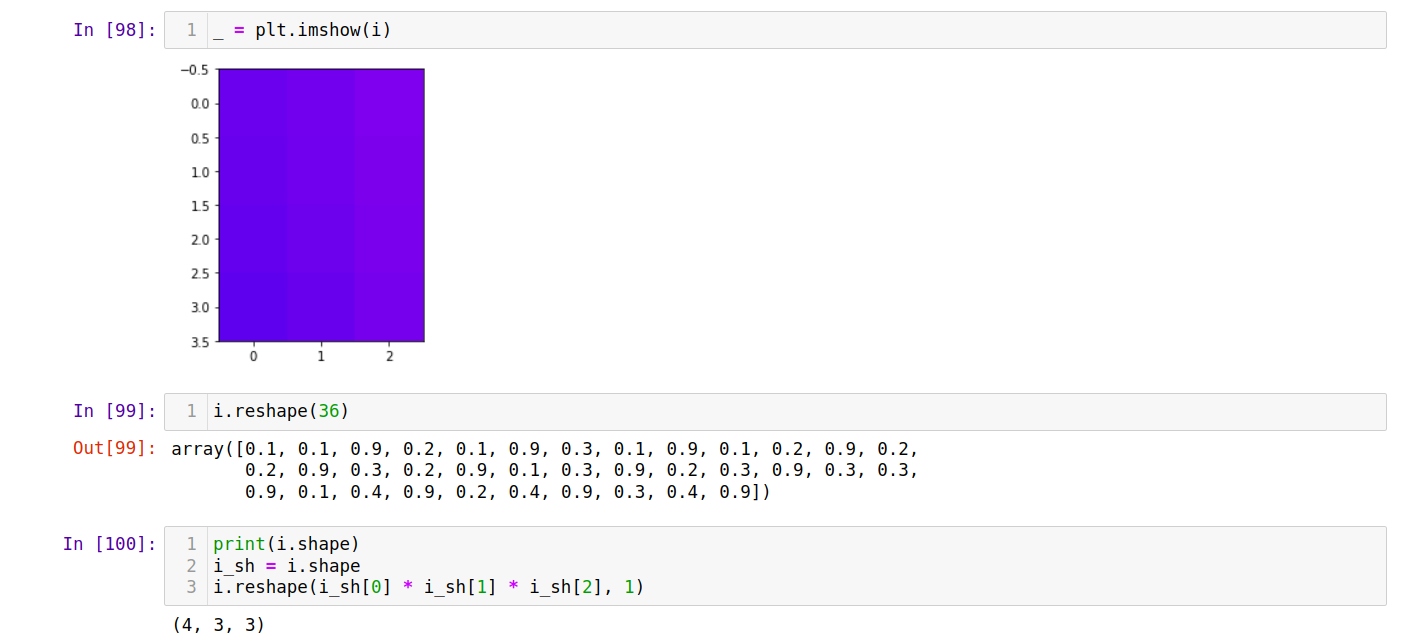 In [98]: 1 _ = plt.imshow(i)
−0.5
0.0
0.5
1.0
1.5
2.0
2.5
3.0
3.5
0 1 2
In [99]: 1 i.reshape(36)
Out[99]: array([0.1, 0.1, 0.9, 0.2, 0.1, 0.9, 0.3, 0.1, 0.9, 0.1, 0.2, 0.9, 0.2,
0.2, 0.9, 0.3, 0.2, 0.9, 0.1, 0.3, 0.9, 0.2, 0.3, 0.9, 0.3, 0.3,
0.9, 0.1, 0.4, 0.9, 0.2, 0.4, 0.9, 0.3, 0.4, 0.9])
In [100]: 1 print(i.shape)
2 i_sh = i.shape
3 i.reshape(i_sh[0] * i_sh[1] * i_sh[2], 1)
(4, 3, 3)